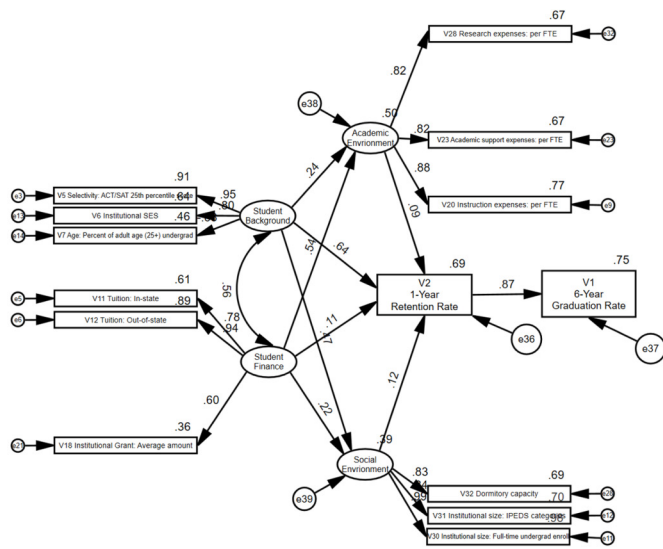 .67
V28 Research expenses: per FTE
e32
.82
e38
.50
Academic
Envrionment
.67
.82
V23 Academic support expenses: per FTE
e23
.91
.24
.88
.77
e3
V5 Selectivity: ACT/SAT 25th percentile
.95
.64
.80
Student
Background
V20 Instruction expenses: per FTE
e9
e13
V6 Institutional SES
.46
e14
V7 Age: Percent of adult age (25+) undergrad
.09
.54
.64
.69
.75
.61
.56
V2
1-Year
Retention Rate
.87
V1
6-Year
Graduation Rate
e5
V11 Tuition: In-state
.89
e6
V12 Tuition: Out-of-state
.78
.94
.11
.47
e36
e37
Student
Finance
.12
.60
.22
.36
e21
V18 Institutional Grant: Average amount
.39
Social
Envrionment
.83
.69
e39
.99
V32 Dormitory capacity
e28
.70
V31 Institutional size: IPEDS categories
e12
.98
V30 Institutional size: Full-time undergrad enroll
e11